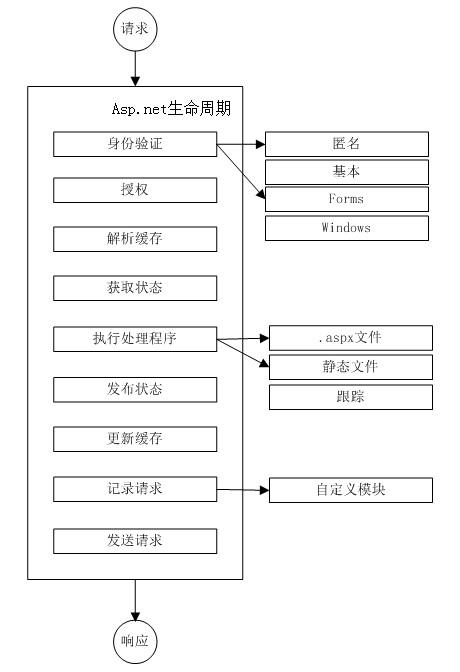 请求
Asp.net生命周期
身份验证
匿名
基本
授权
Forms
Windows
解析缓存
获取状态
执行处理程序
.aspx文件
静态文件
发布状态
跟踪
更新缓存
记录请求
自定义模块
发送请求
响应